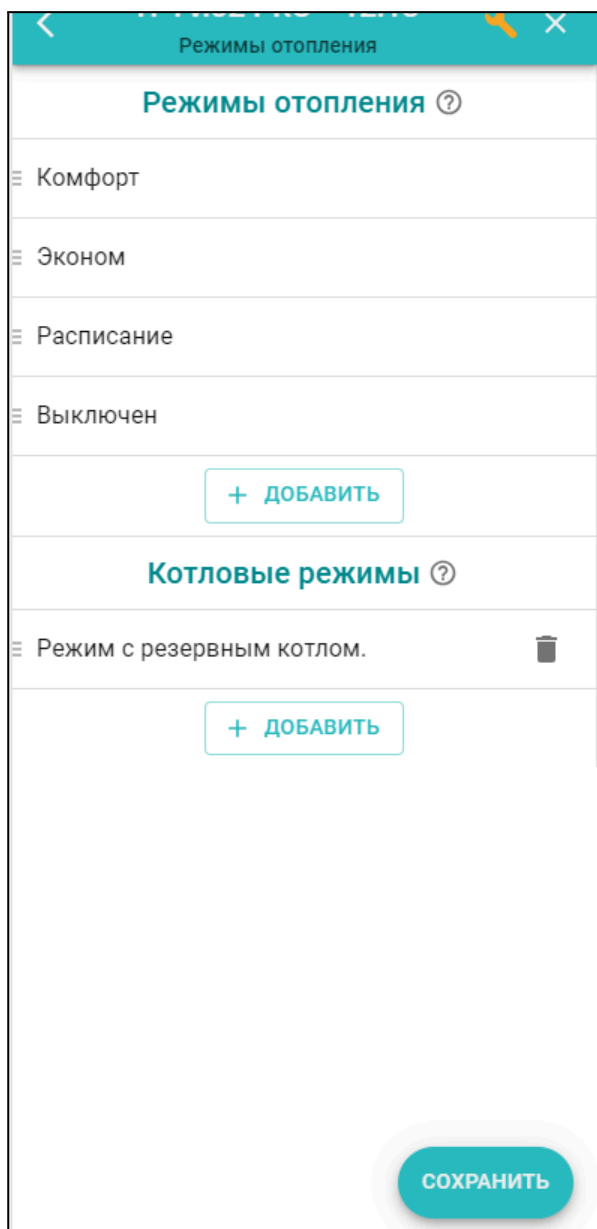 Режимы отопления
Режимы отопления
Комфорт
Эконом
Расписание
Выключен
+ ДОБАВИТЬ
Котловые режимы
Режим с резервным котлом.
+ ДОБАВИТЬ
СОХРАНИТЬ